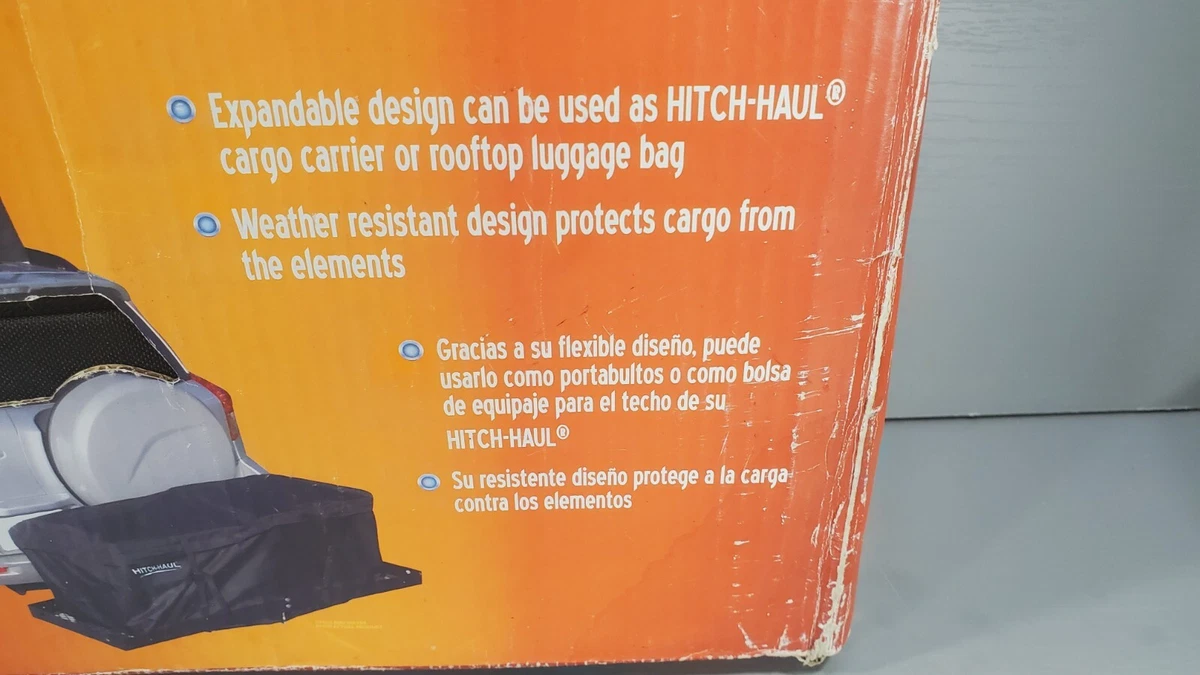 Expandable design can be used as HITCH-HAUL®
cargo carrier or rooftop luggage bag
Weather resistant design protects cargo from
the elements
Gracias a su flexible diseño, puede
usarlo como portabultos o como bolsa
de equipaje para el techo de su
HITCH-HAUL®
Su resistente diseño protege a la carga
contra los elementos
HITCH-HAUL